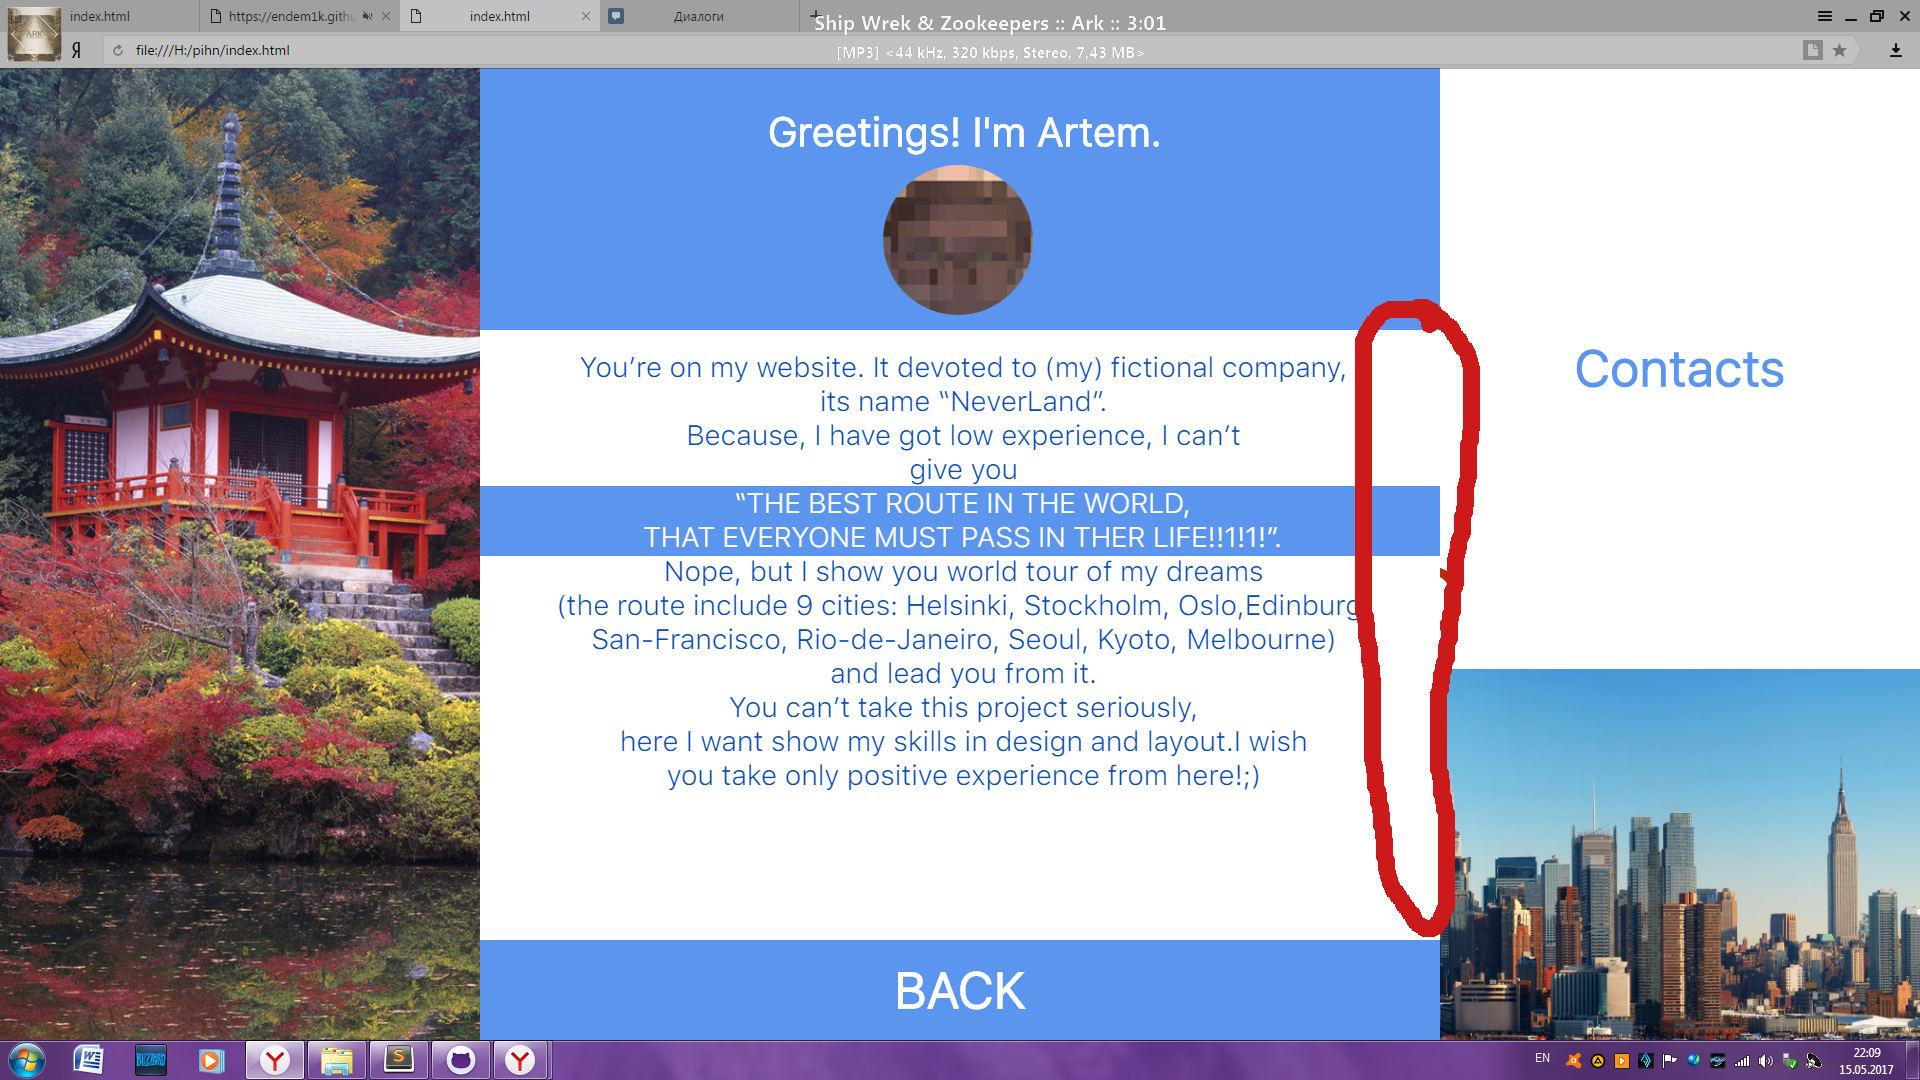 index.html
https://endem1k.githu
index.html
Диалоги
Ship Wrek & Zookeepers :: Ark :: 3:01
ARK
Я
file:///H:/pihn/index.html
[MP3] <44 kHz, 320 kbps, Stereo, 7,43 MB>
Greetings! I'm Artem.
You’re on my website. It devoted to (my) fictional company,
its name “NeverLand”.
Because, I have got low experience, I can’t
give you
“THE BEST ROUTE IN THE WORLD,
THAT EVERYONE MUST PASS IN THER LIFE!!1!1!”.
Nope, but I show you world tour of my dreams
(the route include 9 cities: Helsinki, Stockholm, Oslo,Edinburg
San-Francisco, Rio-de-Janeiro, Seoul, Kyoto, Melbourne)
and lead you from it.
You can’t take this project seriously,
here I want show my skills in design and layout.I wish
you take only positive experience from here!;)
Contacts
BACK
BLIZZARD
EN
22:09
15.05.2017